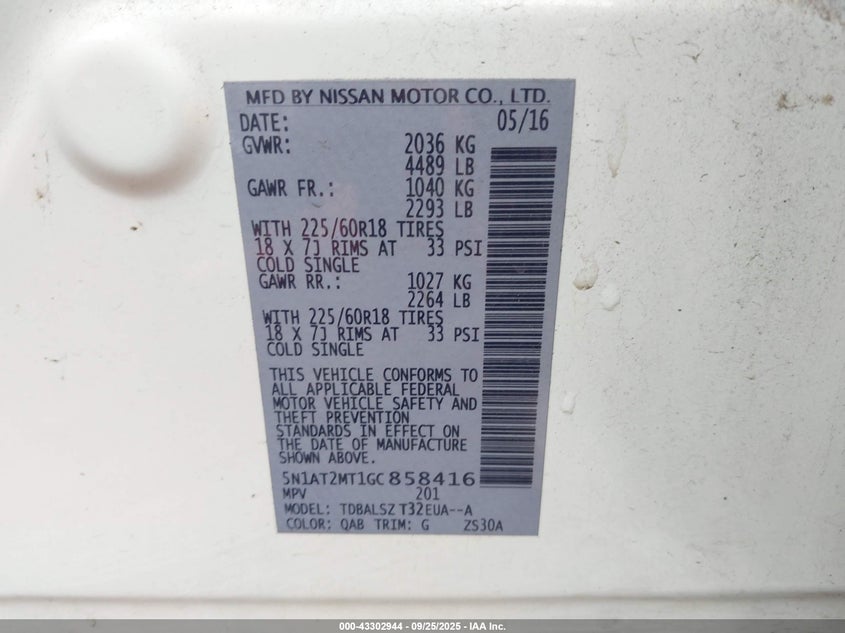 MFD BY NISSAN MOTOR CO., LTD.
DATE: 05/16
GVWR: 2036 KG
4489 LB
GAWR FR.: 1040 KG
2293 LB
WITH 225/60R18 TIRES
18 X 7J RIMS AT 33 PSI
COLD SINGLE
GAWR RR.: 1027 KG
2264 LB
WITH 225/60R18 TIRES
18 X 7J RIMS AT 33 PSI
COLD SINGLE
THIS VEHICLE CONFORMS TO
ALL APPLICABLE FEDERAL
MOTOR VEHICLE SAFETY AND
THEFT PREVENTION
STANDARDS IN EFFECT ON
THE DATE OF MANUFACTURE
SHOWN ABOVE.
5N1AT2MT1GC858416
MPV 201
MODEL: TDBALSZ T32EUA--A
COLOR: QAB TRIM: G ZS30A
000-43302944 - 09/25/2025 - IAA Inc.